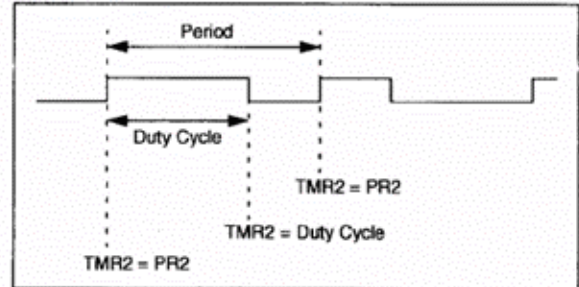 Period
Duty Cycle
TMR2 = PR2
TMR2 = Duty Cycle
TMR2 = PR2